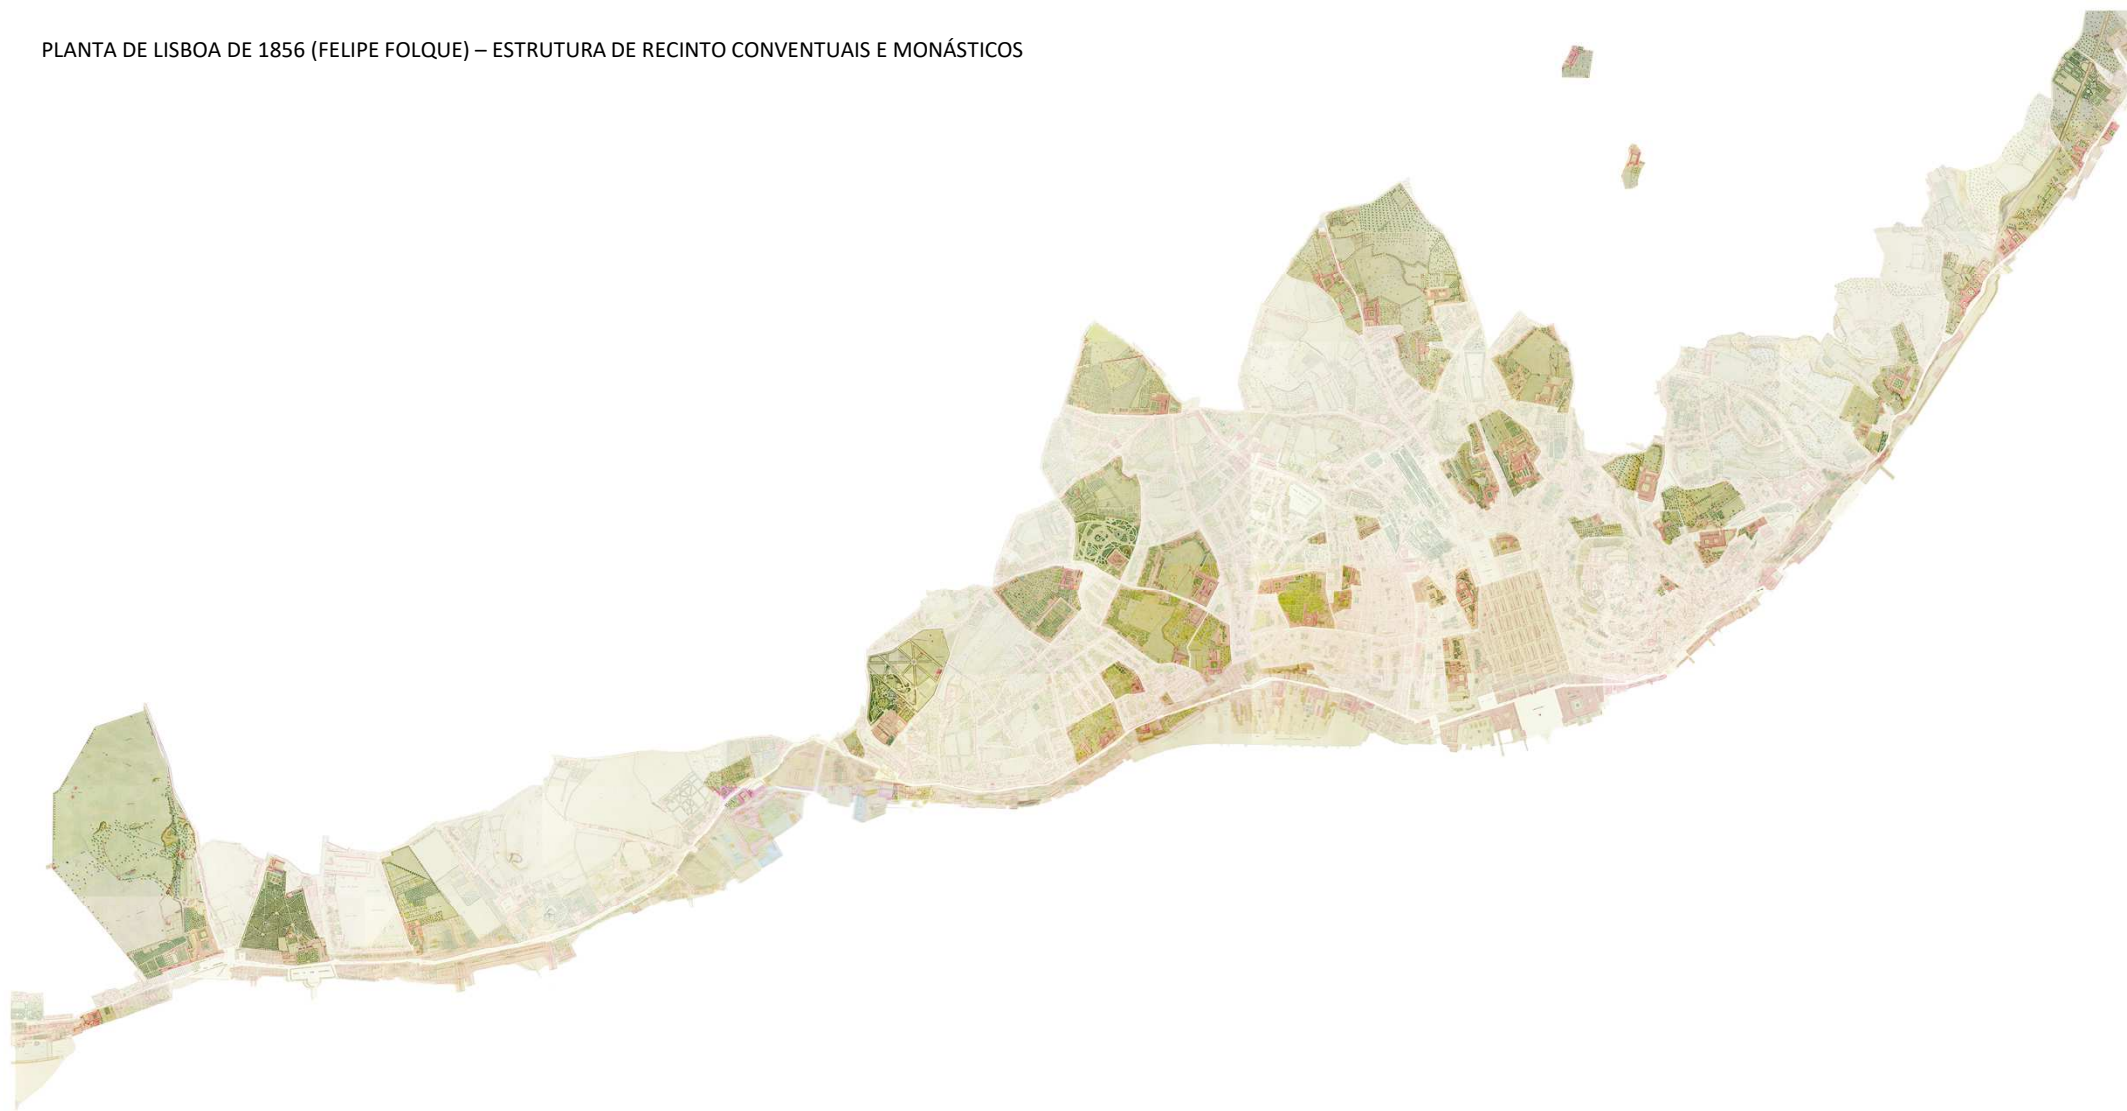 PLANTA DE LISBOA DE 1856 (FELIPE FOLQUE) – ESTRUTURA DE RECINTO CONVENTUAIS E MONÁSTICOS